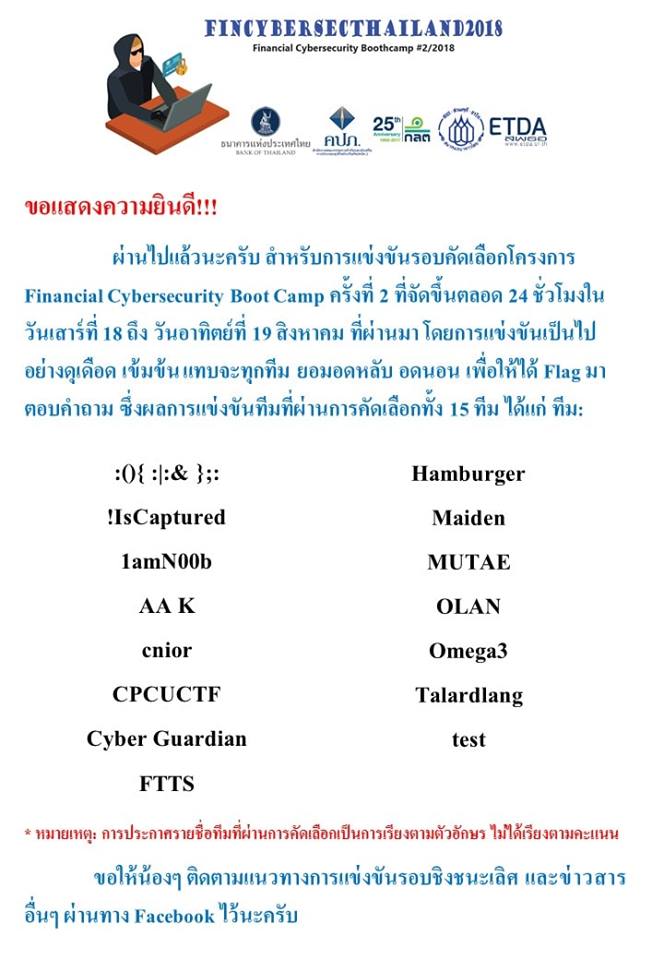 FINCYBERSECTHAILAND2018
Financial Cybersecurity Boothcamp #2/2018
ธนาคารแห่งประเทศไทย
BANK OF THAILAND
คปภ.
25th
Anniversary
กลต
ETDA
สพธอ
www.etda.or.th
ขอแสดงความยินดี!!!
ผ่านไปแล้วนะครับ สำหรับการแข่งขันรอบคัดเลือกโครงการ
Financial Cybersecurity Boot Camp ครั้งที่ 2 ที่จัดขึ้นตลอด 24 ชั่วโมงใน
วันเสาร์ที่ 18 ถึง วันอาทิตย์ที่ 19 สิงหาคม ที่ผ่านมา โดยการแข่งขันเป็นไป
อย่างดุเดือด เข้มข้น แทบจะทุกทีม ยอมอดหลับ อดนอน เพื่อให้ได้ Flag มา
ตอบคำถาม ซึ่งผลการแข่งขันทีมที่ผ่านการคัดเลือกทั้ง 15 ทีม ได้แก่ ทีม:
:(){ :|:& };:
!IsCaptured
1amN00b
AA K
cnior
CPCUCTF
Cyber Guardian
FTTS
Hamburger
Maiden
MUTAE
OLAN
Omega3
Talardlang
test
* หมายเหตุ: การประกาศรายชื่อทีมที่ผ่านการคัดเลือกเป็นการเรียงตามตัวอักษร ไม่ได้เรียงตามคะแนน
ขอให้น้องๆ ติดตามแนวทางการแข่งขันรอบชิงชนะเลิศ และข่าวสาร
อื่นๆ ผ่านทาง Facebook ไว้นะครับ